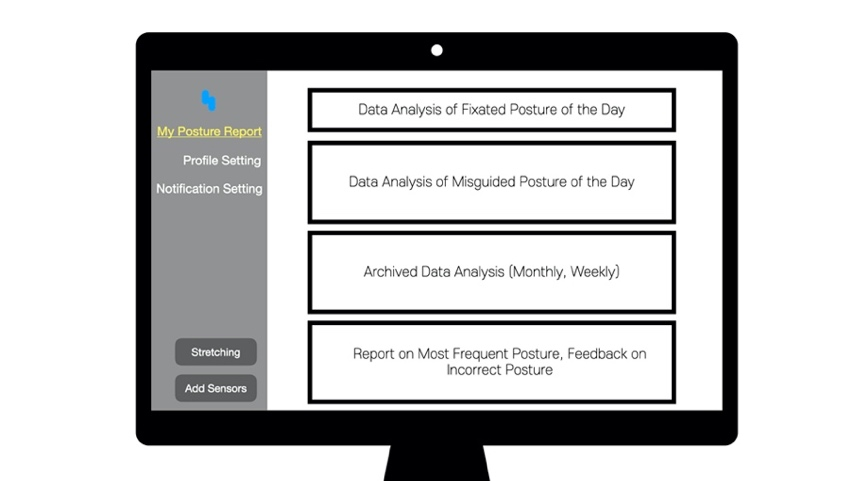 My Posture Report
Profile Setting
Notification Setting
Stretching
Add Sensors
Data Analysis of Fixated Posture of the Day
Data Analysis of Misguided Posture of the Day
Archived Data Analysis (Monthly, Weekly)
Report on Most Frequent Posture, Feedback on
Incorrect Posture